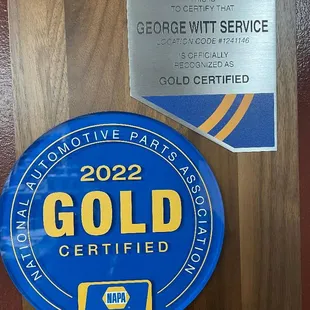 TO CERTIFY THAT
GEORGE WITT SERVICE
LOCATION CODE #1241146
IS OFFICIALLY
RECOGNIZED AS
GOLD CERTIFIED
NATIONAL AUTOMOTIVE PARTS ASSOCIATION
2022
GOLD
CERTIFIED
NAPA